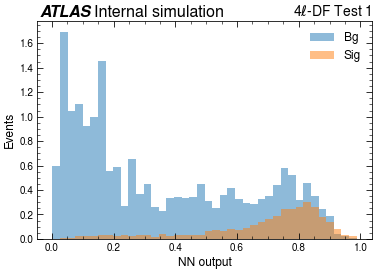 ATLAS Internal simulation 4ℓ-DF Test 1
Bg
Sig
Events
1.6
1.4
1.2
1.0
0.8
0.6
0.4
0.2
0.0
0.0 0.2 0.4 0.6 0.8 1.0
NN output